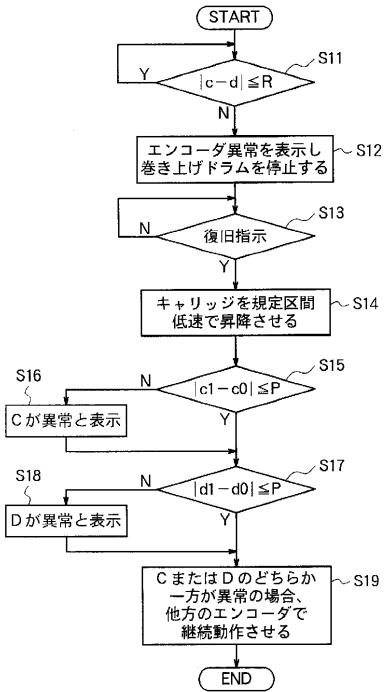 START
S11
|c−d|≦R
Y
N
エンコーダ異常を表示し
巻き上げドラムを停止する
S12
S13
復旧指示
N
Y
キャリッジを規定区間
低速で昇降させる
S14
S15
|c1−c0|≦P
N
Y
S16
Cが異常と表示
S17
|d1−d0|≦P
N
Y
S18
Dが異常と表示
CまたはDのどちらか
一方が異常の場合、
他方のエンコーダで
継続動作させる
S19
END